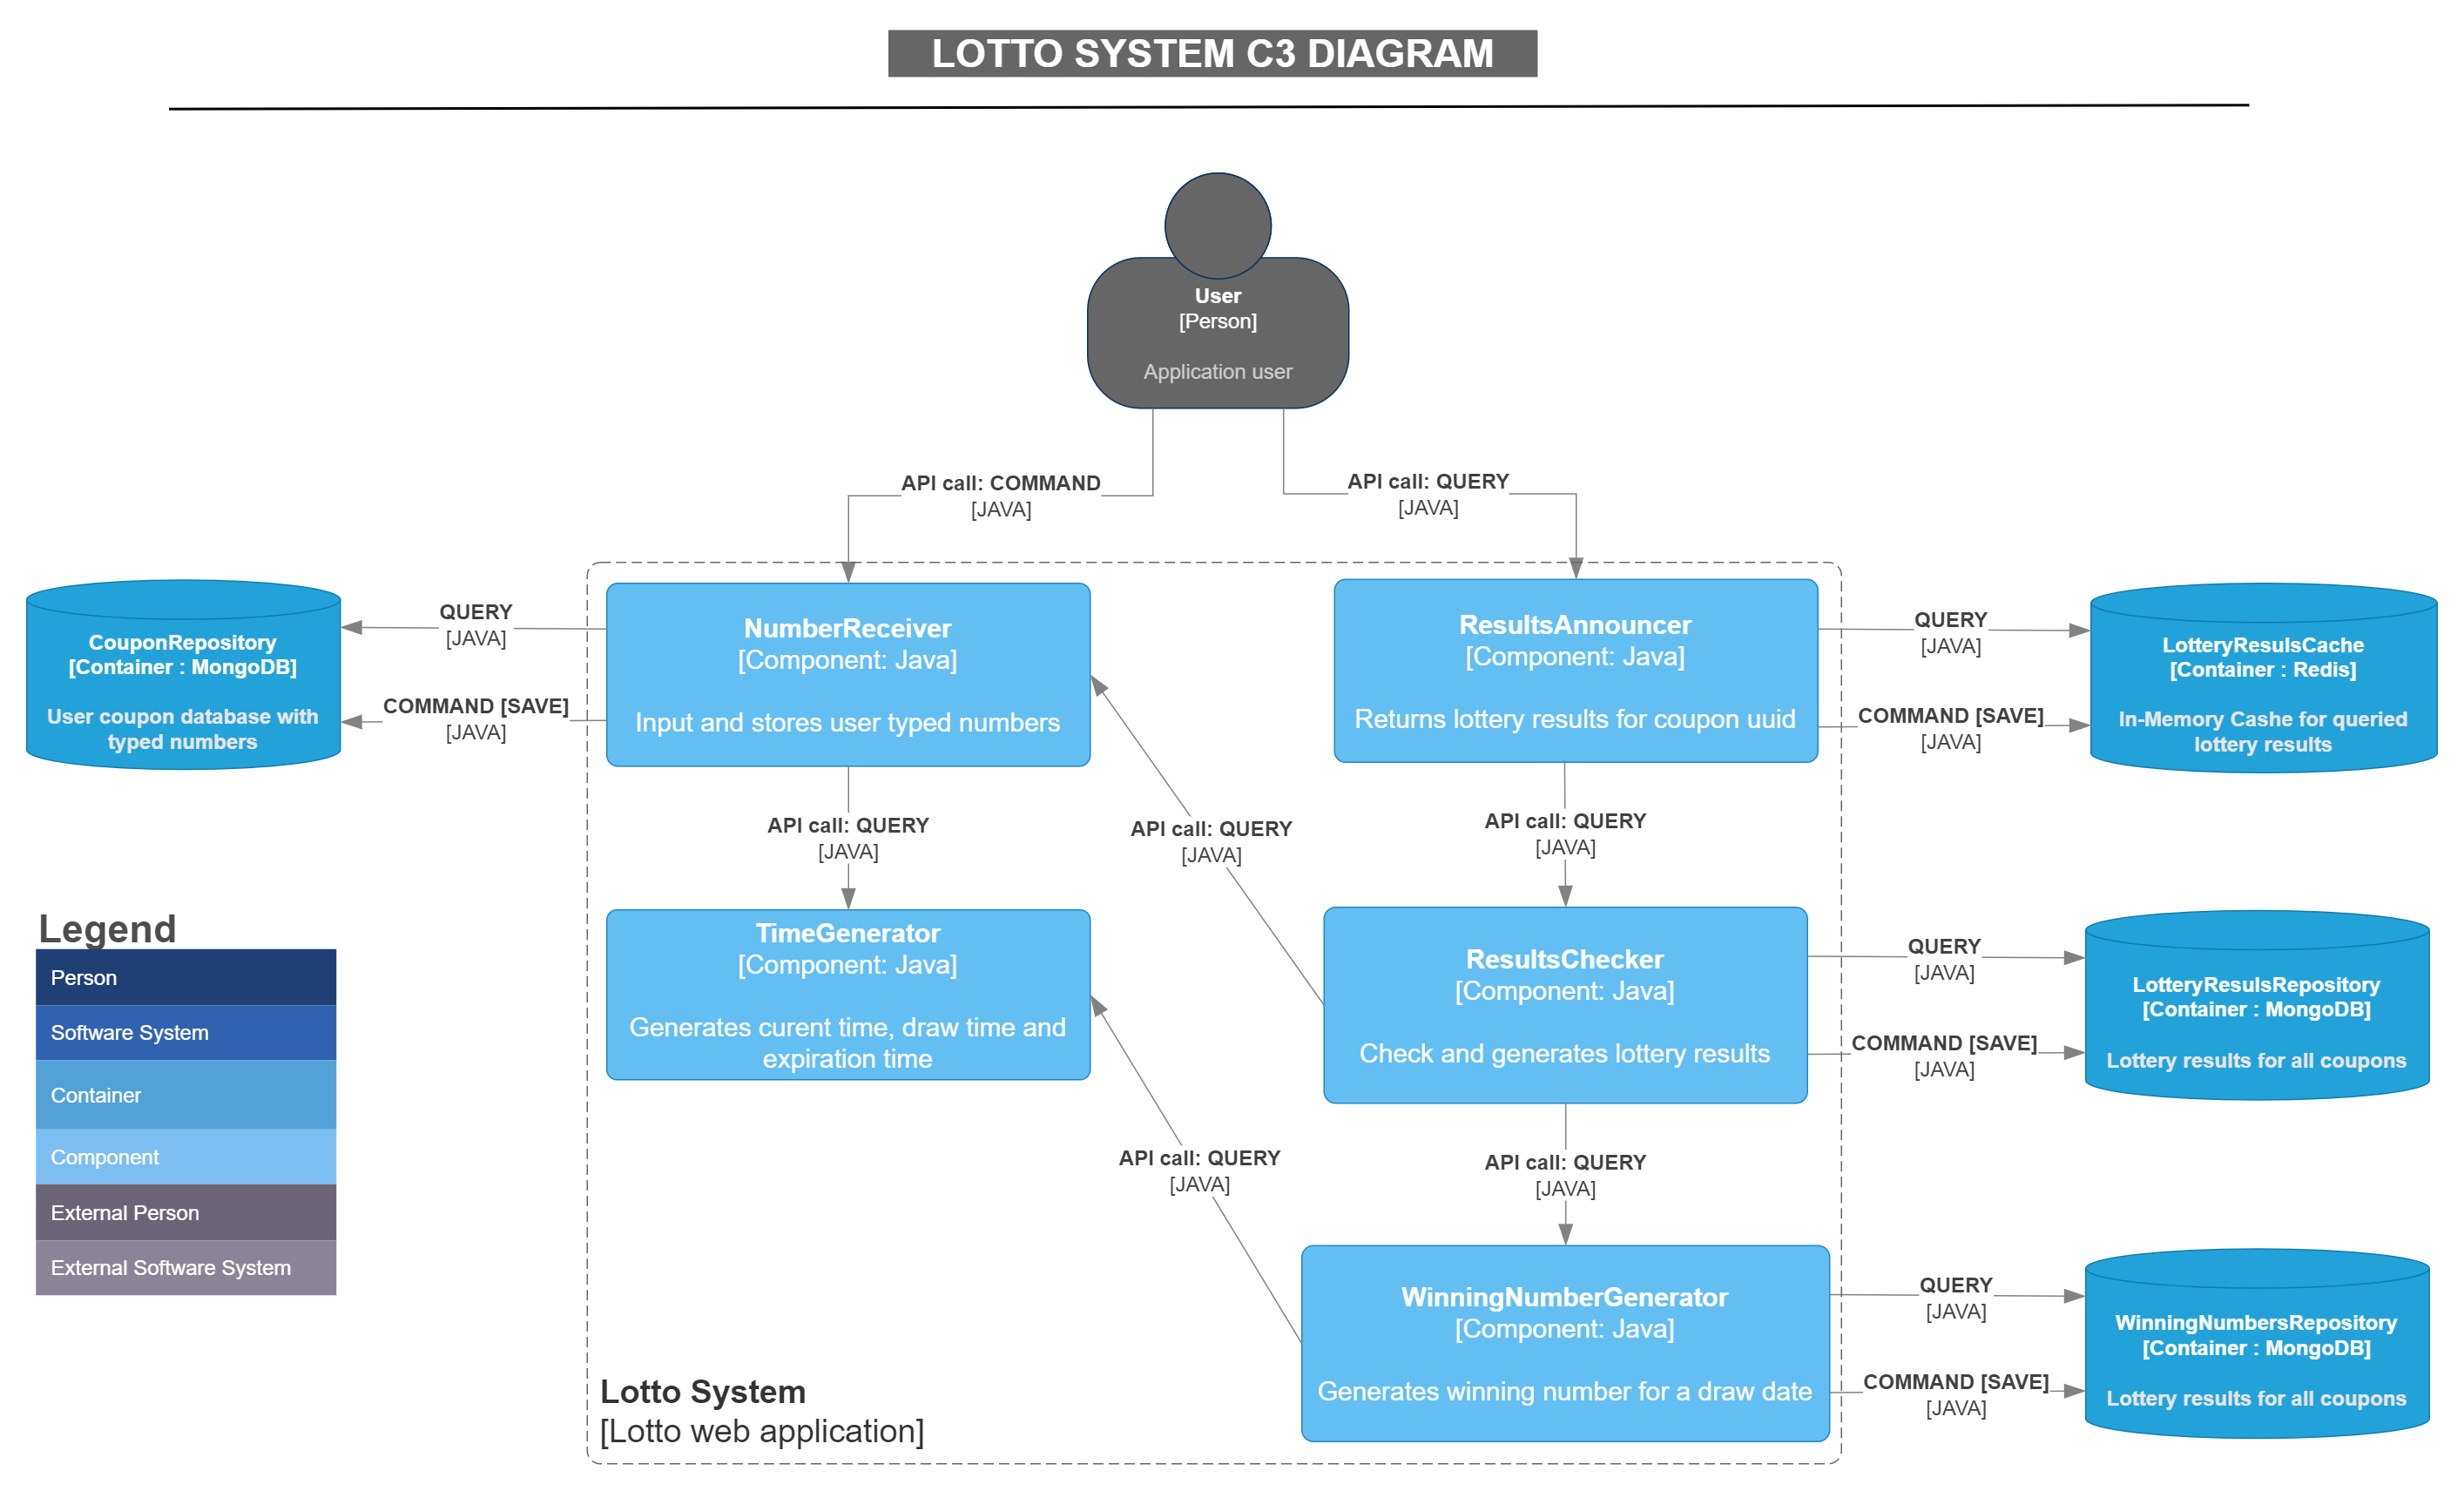 LOTTO SYSTEM C3 DIAGRAM
User
[Person]
Application user
API call: COMMAND
[JAVA]
API call: QUERY
[JAVA]
CouponRepository
[Container : MongoDB]
User coupon database with
typed numbers
QUERY
[JAVA]
COMMAND [SAVE]
[JAVA]
NumberReceiver
[Component: Java]
Input and stores user typed numbers
ResultsAnnouncer
[Component: Java]
Returns lottery results for coupon uuid
QUERY
[JAVA]
COMMAND [SAVE]
[JAVA]
LotteryResulsCache
[Container : Redis]
In-Memory Cashe for queried
lottery results
API call: QUERY
[JAVA]
API call: QUERY
[JAVA]
API call: QUERY
[JAVA]
TimeGenerator
[Component: Java]
Generates curent time, draw time and
expiration time
ResultsChecker
[Component: Java]
Check and generates lottery results
QUERY
[JAVA]
COMMAND [SAVE]
[JAVA]
LotteryResulsRepository
[Container : MongoDB]
Lottery results for all coupons
Legend
Person
Software System
Container
Component
External Person
External Software System
API call: QUERY
[JAVA]
API call: QUERY
[JAVA]
WinningNumberGenerator
[Component: Java]
Generates winning number for a draw date
QUERY
[JAVA]
COMMAND [SAVE]
[JAVA]
WinningNumbersRepository
[Container : MongoDB]
Lottery results for all coupons
Lotto System
[Lotto web application]